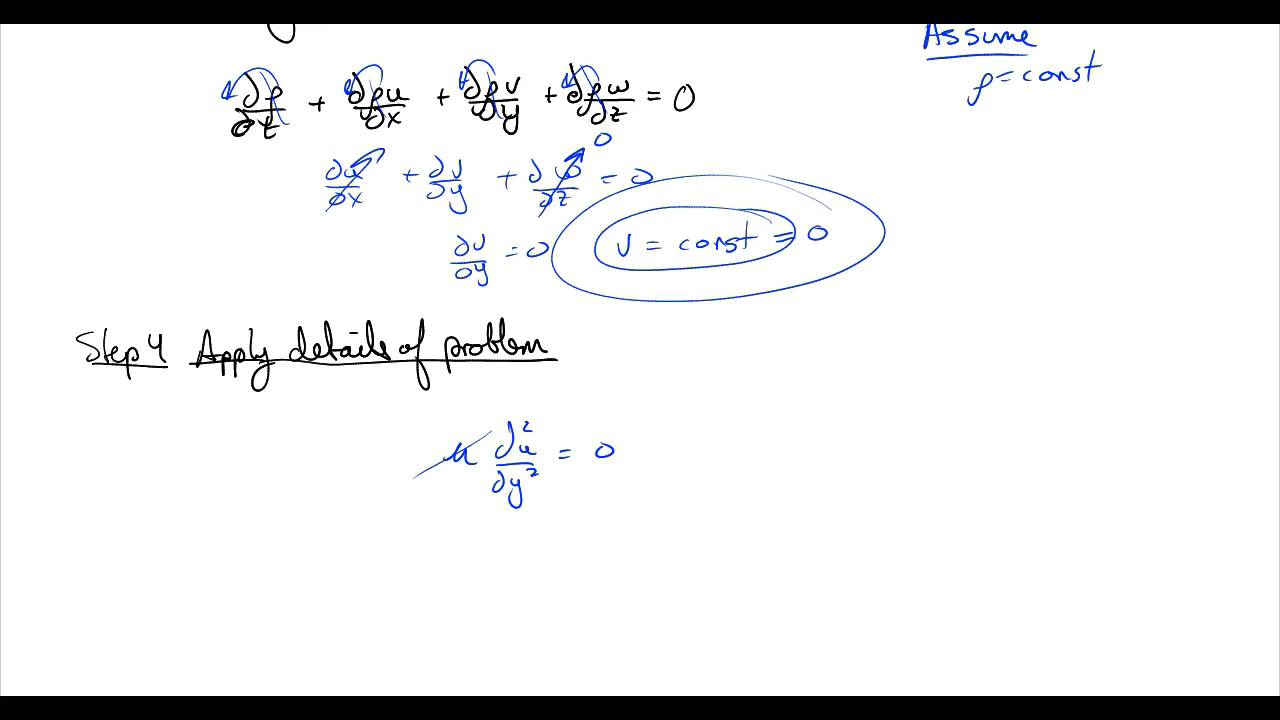 Assume
ρ = const
∂ρ/∂t + ∂ρu/∂x + ∂ρv/∂y + ∂ρw/∂z = 0
∂u/∂x + ∂v/∂y + ∂w/∂z = 0
0
∂v/∂y = 0
v = const = 0
Step 4 Apply details of problem
μ ∂²u/∂y² = 0